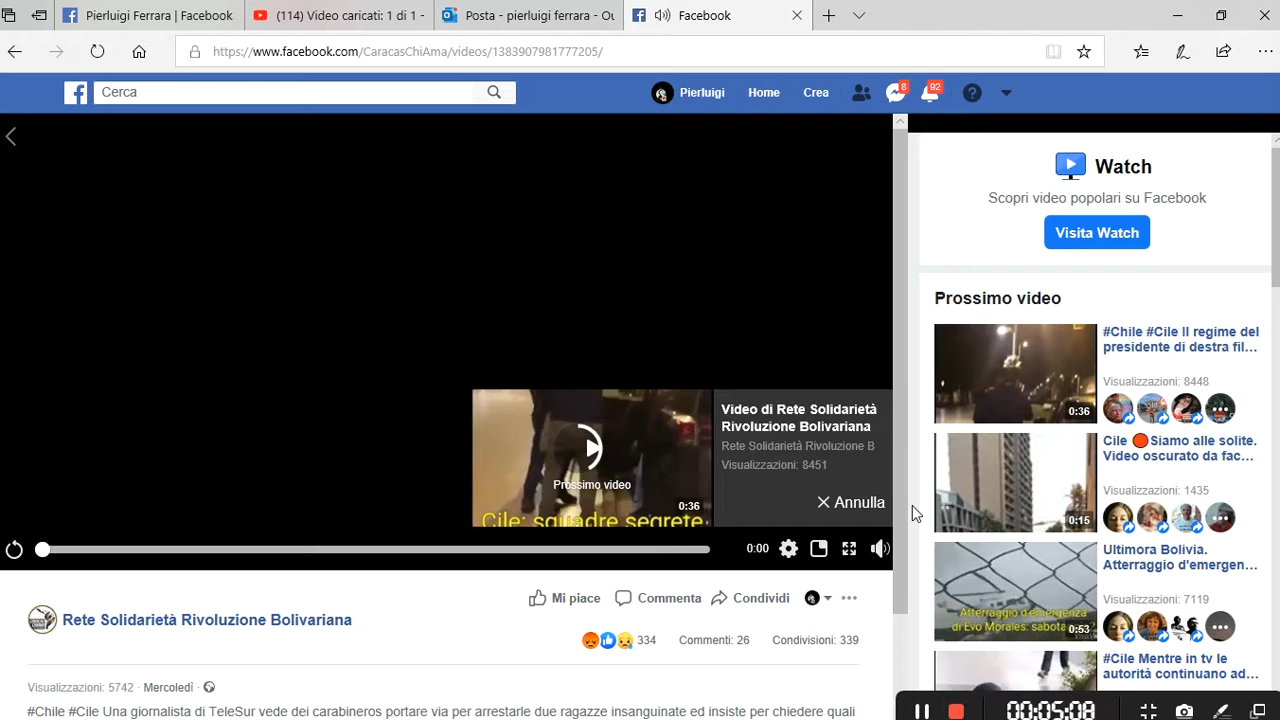 Pierluigi Ferrara | Facebook
(114) Video caricati: 1 di 1 -
Posta - pierluigi ferrara - Ou
Facebook
https://www.facebook.com/CaracasChiAma/videos/1383907981777205/
Cerca
Pierluigi
Home
Crea
8
92
?
Watch
Scopri video popolari su Facebook
Visita Watch
Prossimo video
#Chile #Cile Il regime del
presidente di destra fil...
Visualizzazioni: 8448
0:36
Cile 🔴Siamo alle solite.
Video oscurato da fac...
Visualizzazioni: 1435
0:15
Ultimora Bolivia.
Atterraggio d'emergen...
Visualizzazioni: 7119
Atterraggio d'emergenza
di Evo Morales: sabota
0:53
#Cile Mentre in tv le
autorità continuano ad...
Video di Rete Solidarietà
Rivoluzione Bolivariana
Rete Solidarietà Rivoluzione B
Visualizzazioni: 8451
Annulla
Prossimo video
0:36
Cile: squadre segrete
0:00
Mi piace
Commenta
Condividi
Rete Solidarietà Rivoluzione Bolivariana
334
Commenti: 26
Condivisioni: 339
Visualizzazioni: 5742 · Mercoledì ·
#Chile #Cile Una giornalista di TeleSur vede dei carabineros portare via per arrestarle due ragazze insanguinate ed insiste per chiedere quali
00:05:08